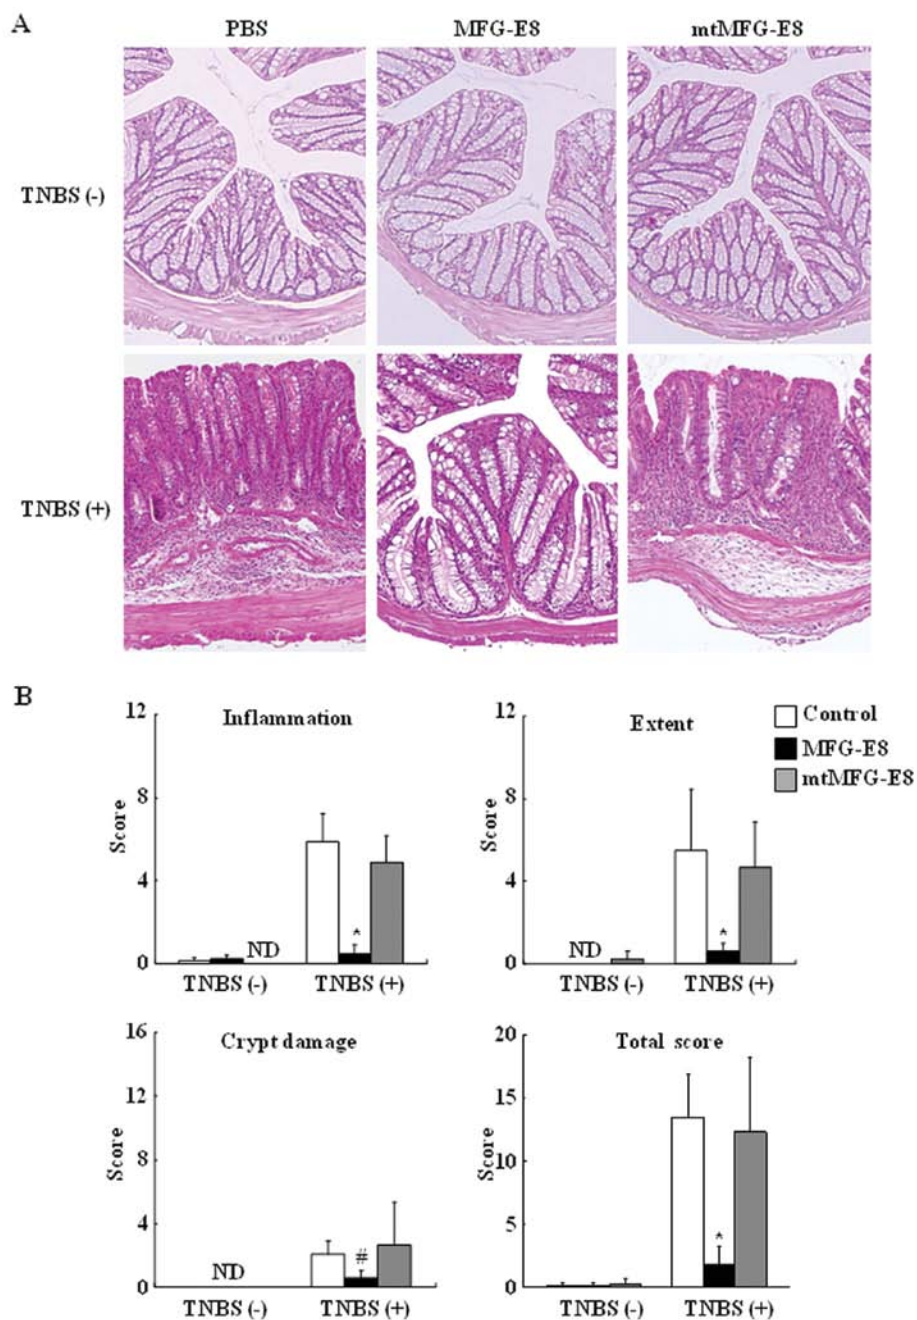 A
PBS
MFG-E8
mtMFG-E8
TNBS (-)
TNBS (+)
B
12
8
4
0
Score
Inflammation
ND
*
TNBS (-)
TNBS (+)
12
8
4
0
Score
Extent
ND
*
TNBS (-)
TNBS (+)
Control
MFG-E8
mtMFG-E8
16
12
8
4
0
Score
Crypt damage
ND
#
TNBS (-)
TNBS (+)
20
15
10
5
0
Score
Total score
*
TNBS (-)
TNBS (+)